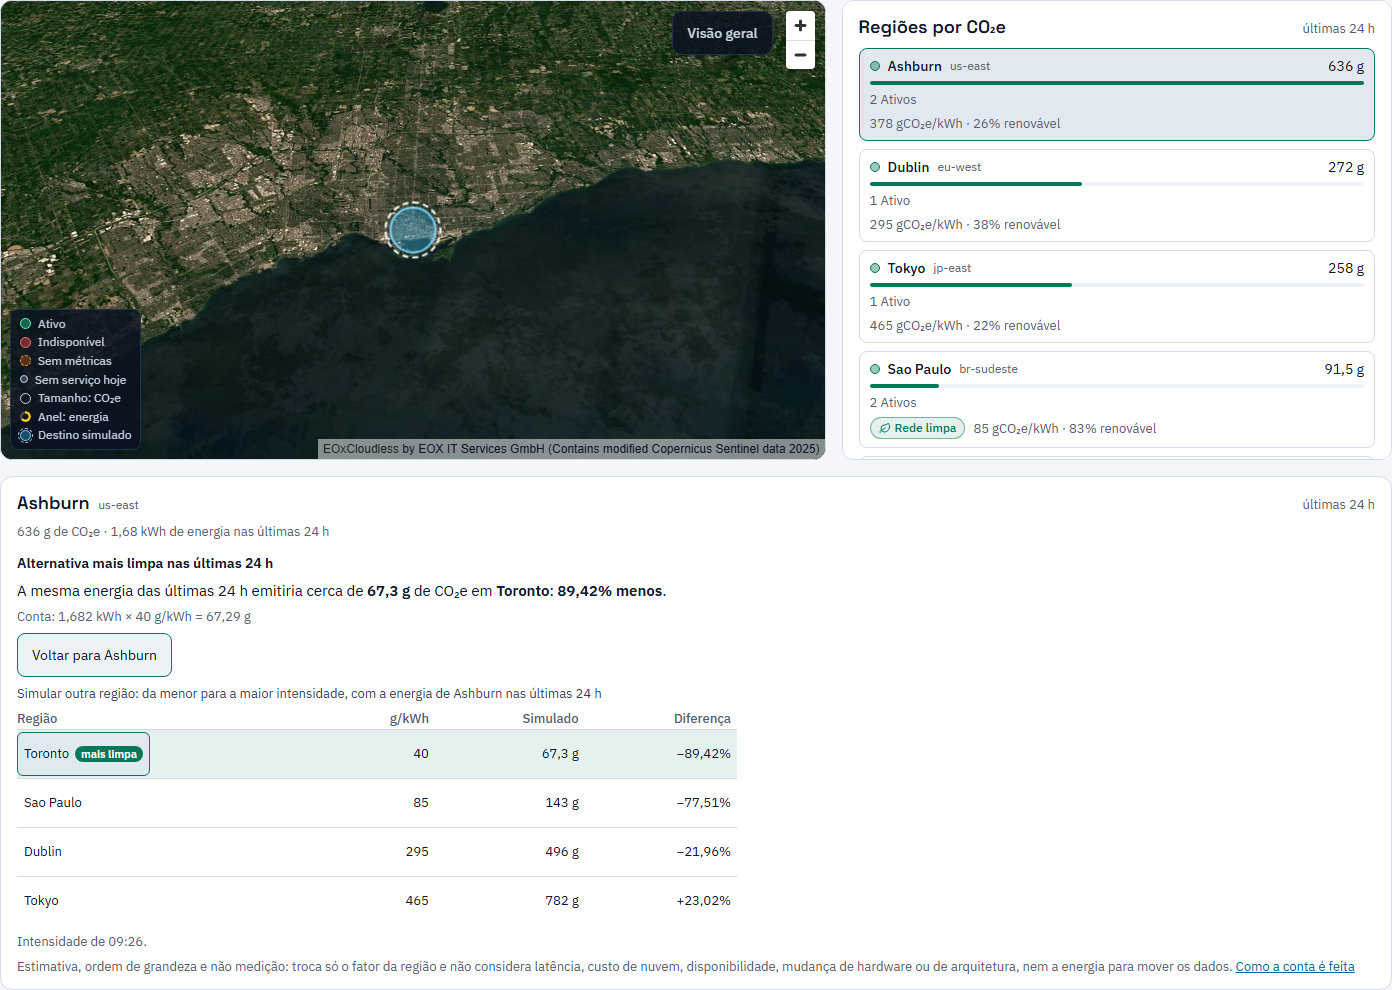 Visão geral
+
−
Ativo
Indisponível
Sem métricas
Sem serviço hoje
Tamanho: CO₂e
Anel: energia
Destino simulado
EOxCloudless by EOX IT Services GmbH (Contains modified Copernicus Sentinel data 2025)
Regiões por CO₂e
últimas 24 h
Ashburn us-east 636 g
2 Ativos
378 gCO₂e/kWh · 26% renovável
Dublin eu-west 272 g
1 Ativo
295 gCO₂e/kWh · 38% renovável
Tokyo jp-east 258 g
1 Ativo
465 gCO₂e/kWh · 22% renovável
Sao Paulo br-sudeste 91,5 g
2 Ativos
Rede limpa 85 gCO₂e/kWh · 83% renovável
Ashburn us-east últimas 24 h
636 g de CO₂e · 1,68 kWh de energia nas últimas 24 h
Alternativa mais limpa nas últimas 24 h
A mesma energia das últimas 24 h emitiria cerca de 67,3 g de CO₂e em Toronto: 89,42% menos.
Conta: 1,682 kWh × 40 g/kWh = 67,29 g
Voltar para Ashburn
Simular outra região: da menor para a maior intensidade, com a energia de Ashburn nas últimas 24 h
Região g/kWh Simulado Diferença
Toronto mais limpa 40 67,3 g −89,42%
Sao Paulo 85 143 g −77,51%
Dublin 295 496 g −21,96%
Tokyo 465 782 g +23,02%
Intensidade de 09:26.
Estimativa, ordem de grandeza e não medição: troca só o fator da região e não considera latência, custo de nuvem, disponibilidade, mudança de hardware ou de arquitetura, nem a energia para mover os dados. Como a conta é feita